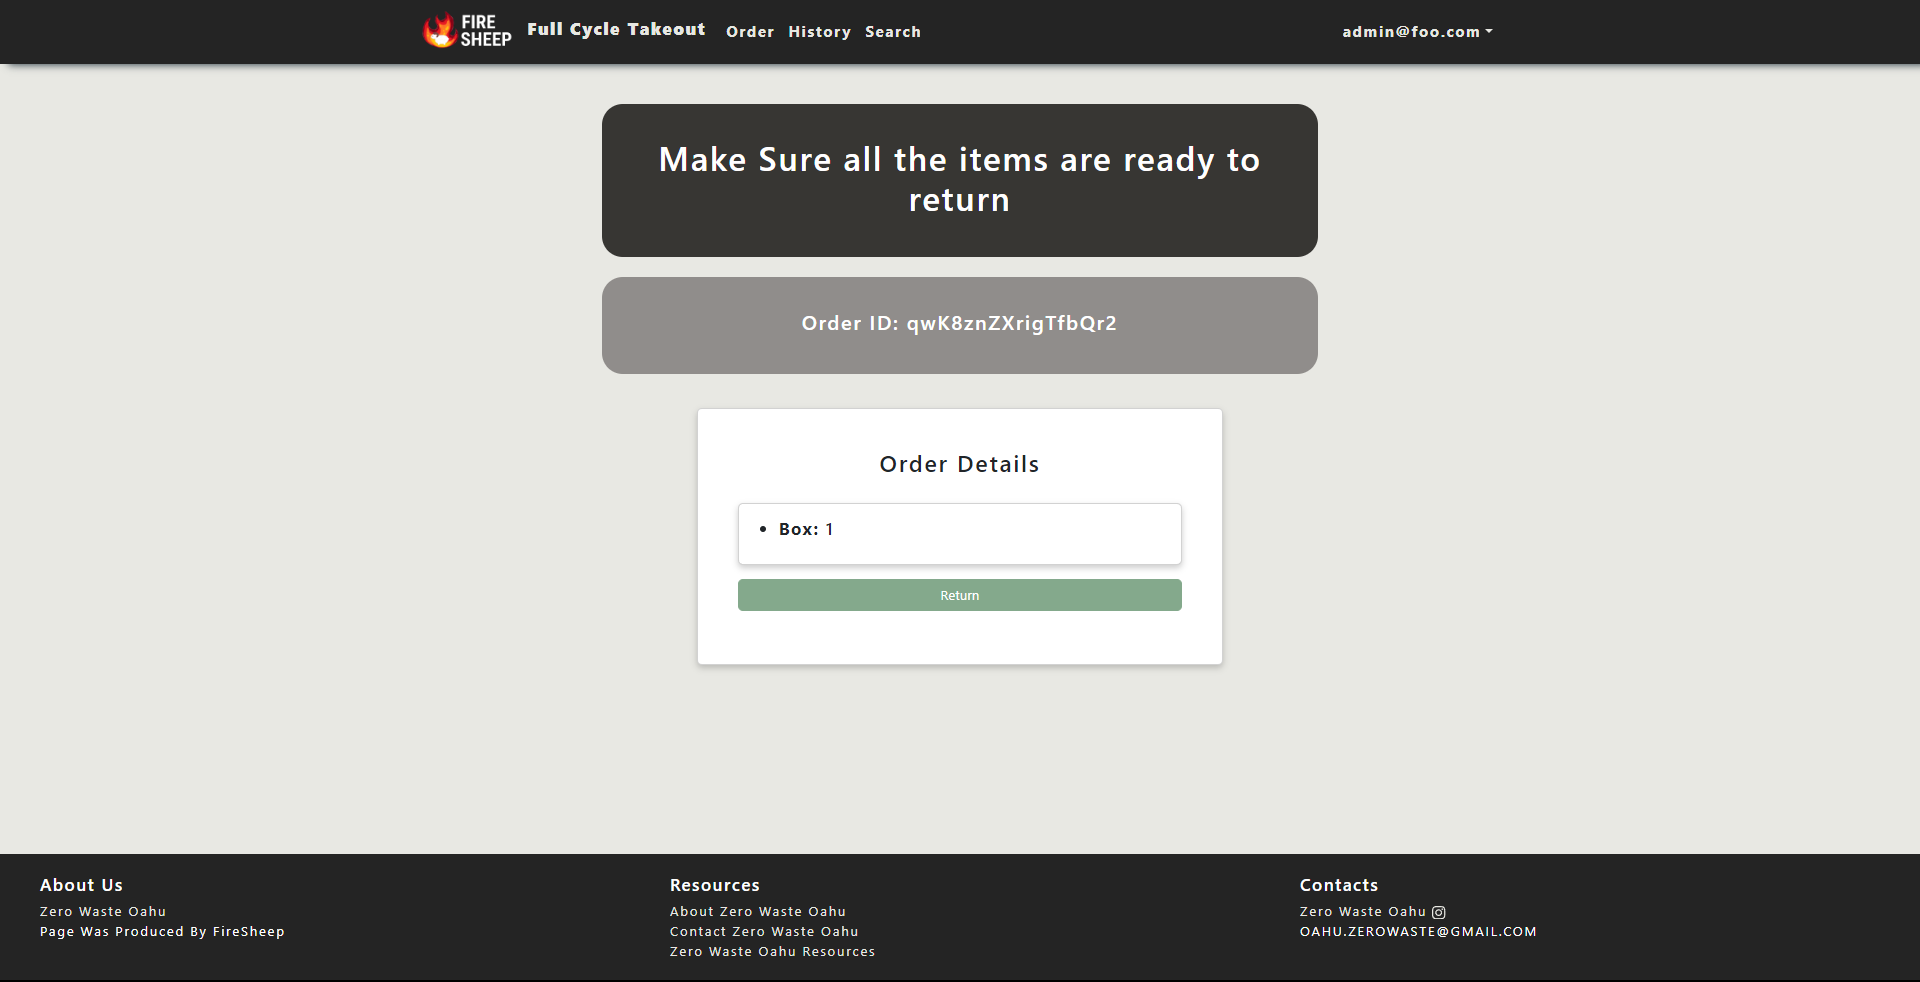 FIRE
SHEEP
Full Cycle Takeout
Order
History
Search
admin@foo.com
Make Sure all the items are ready to
return
Order ID: qwK8znZXrigTfbQr2
Order Details
Box: 1
Return
About Us
Zero Waste Oahu
Page Was Produced By FireSheep
Resources
About Zero Waste Oahu
Contact Zero Waste Oahu
Zero Waste Oahu Resources
Contacts
Zero Waste Oahu
OAHU.ZEROWASTE@GMAIL.COM